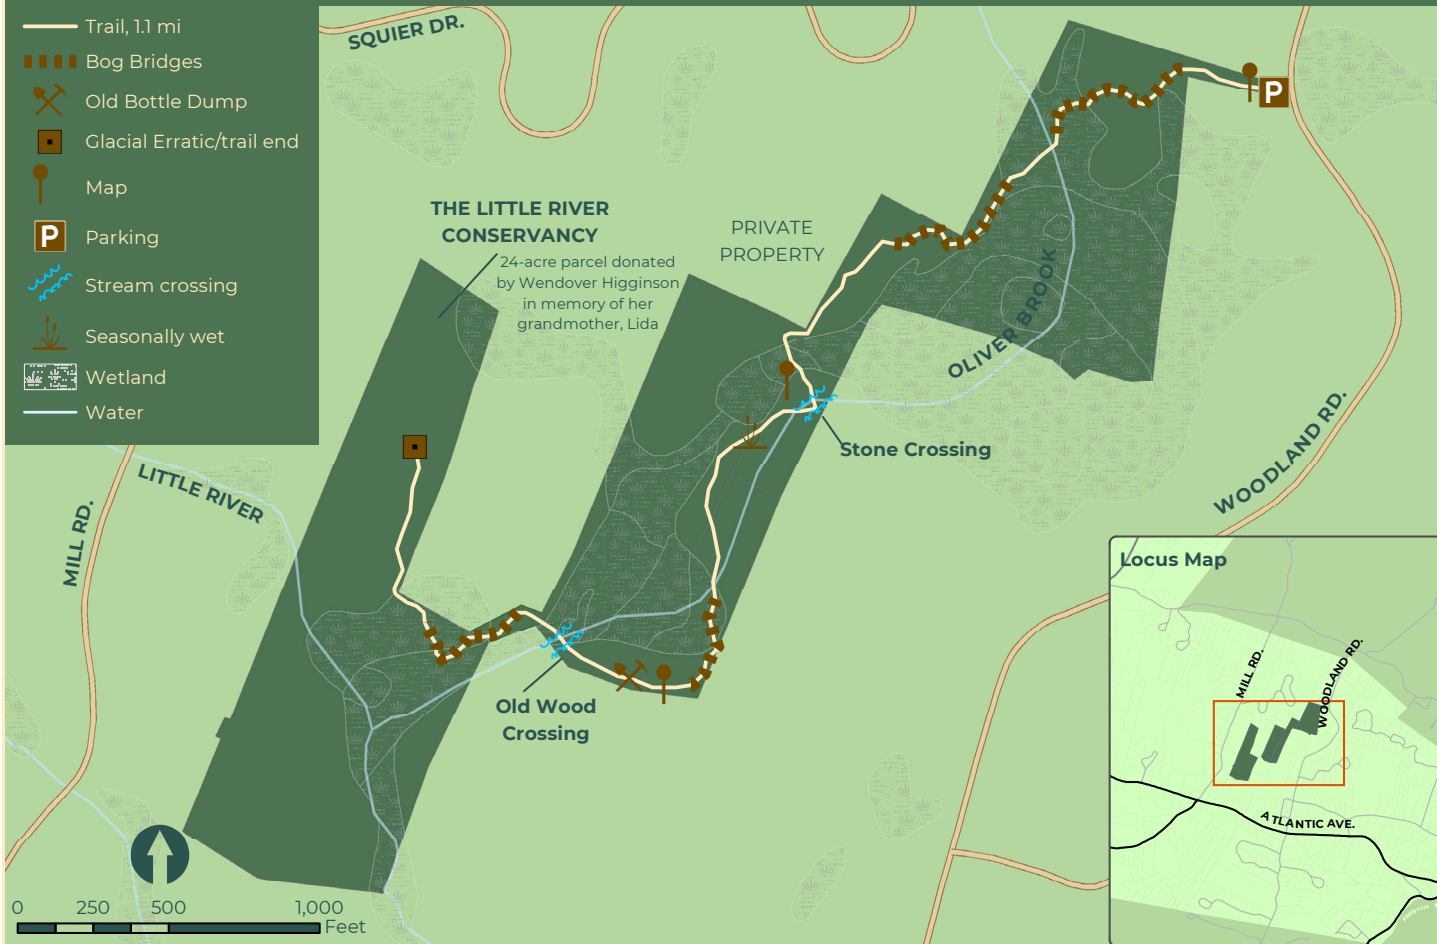 Trail, 1.1 mi
Bog Bridges
Old Bottle Dump
Glacial Erratic/trail end
Map
P
Parking
Stream crossing
Seasonally wet
Wetland
Water
SQUIER DR.
P
THE LITTLE RIVER
CONSERVANCY
24-acre parcel donated
by Wendover Higginson
in memory of her
grandmother, Lida
PRIVATE
PROPERTY
OLIVER BROOK
Stone Crossing
WOODLAND RD.
LITTLE RIVER
MILL RD.
Old Wood
Crossing
Locus Map
MILL RD.
WOODLAND RD.
ATLANTIC AVE.
0 250 500 1,000
Feet